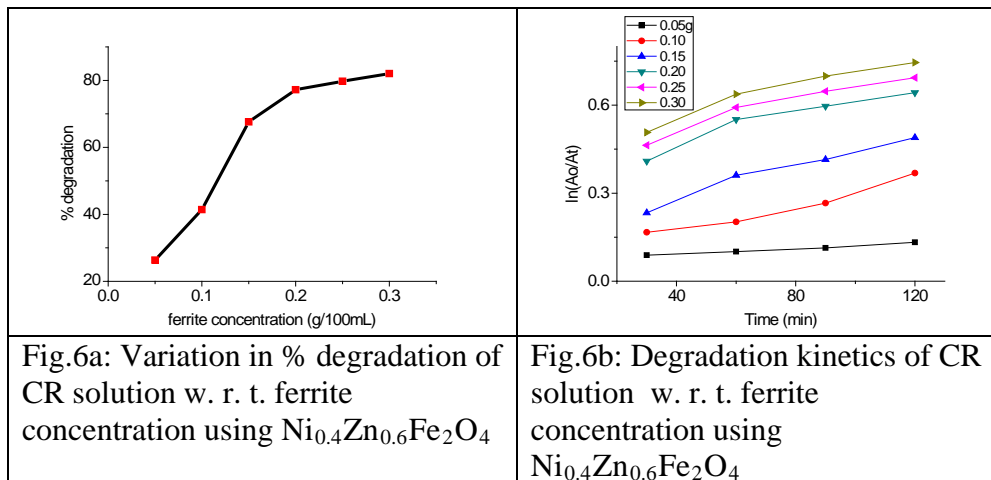 80
60
40
20
% degradation
0.0 0.1 0.2 0.3
ferrite concentration (g/100mL)
0.05g
0.10
0.15
0.20
0.25
0.30
0.6
0.3
0.0
ln(Ao/At)
40 80 120
Time (min)
Fig.6a: Variation in % degradation of
CR solution w. r. t. ferrite
concentration using Ni₀.₄Zn₀.₆Fe₂O₄
Fig.6b: Degradation kinetics of CR
solution w. r. t. ferrite
concentration using
Ni₀.₄Zn₀.₆Fe₂O₄